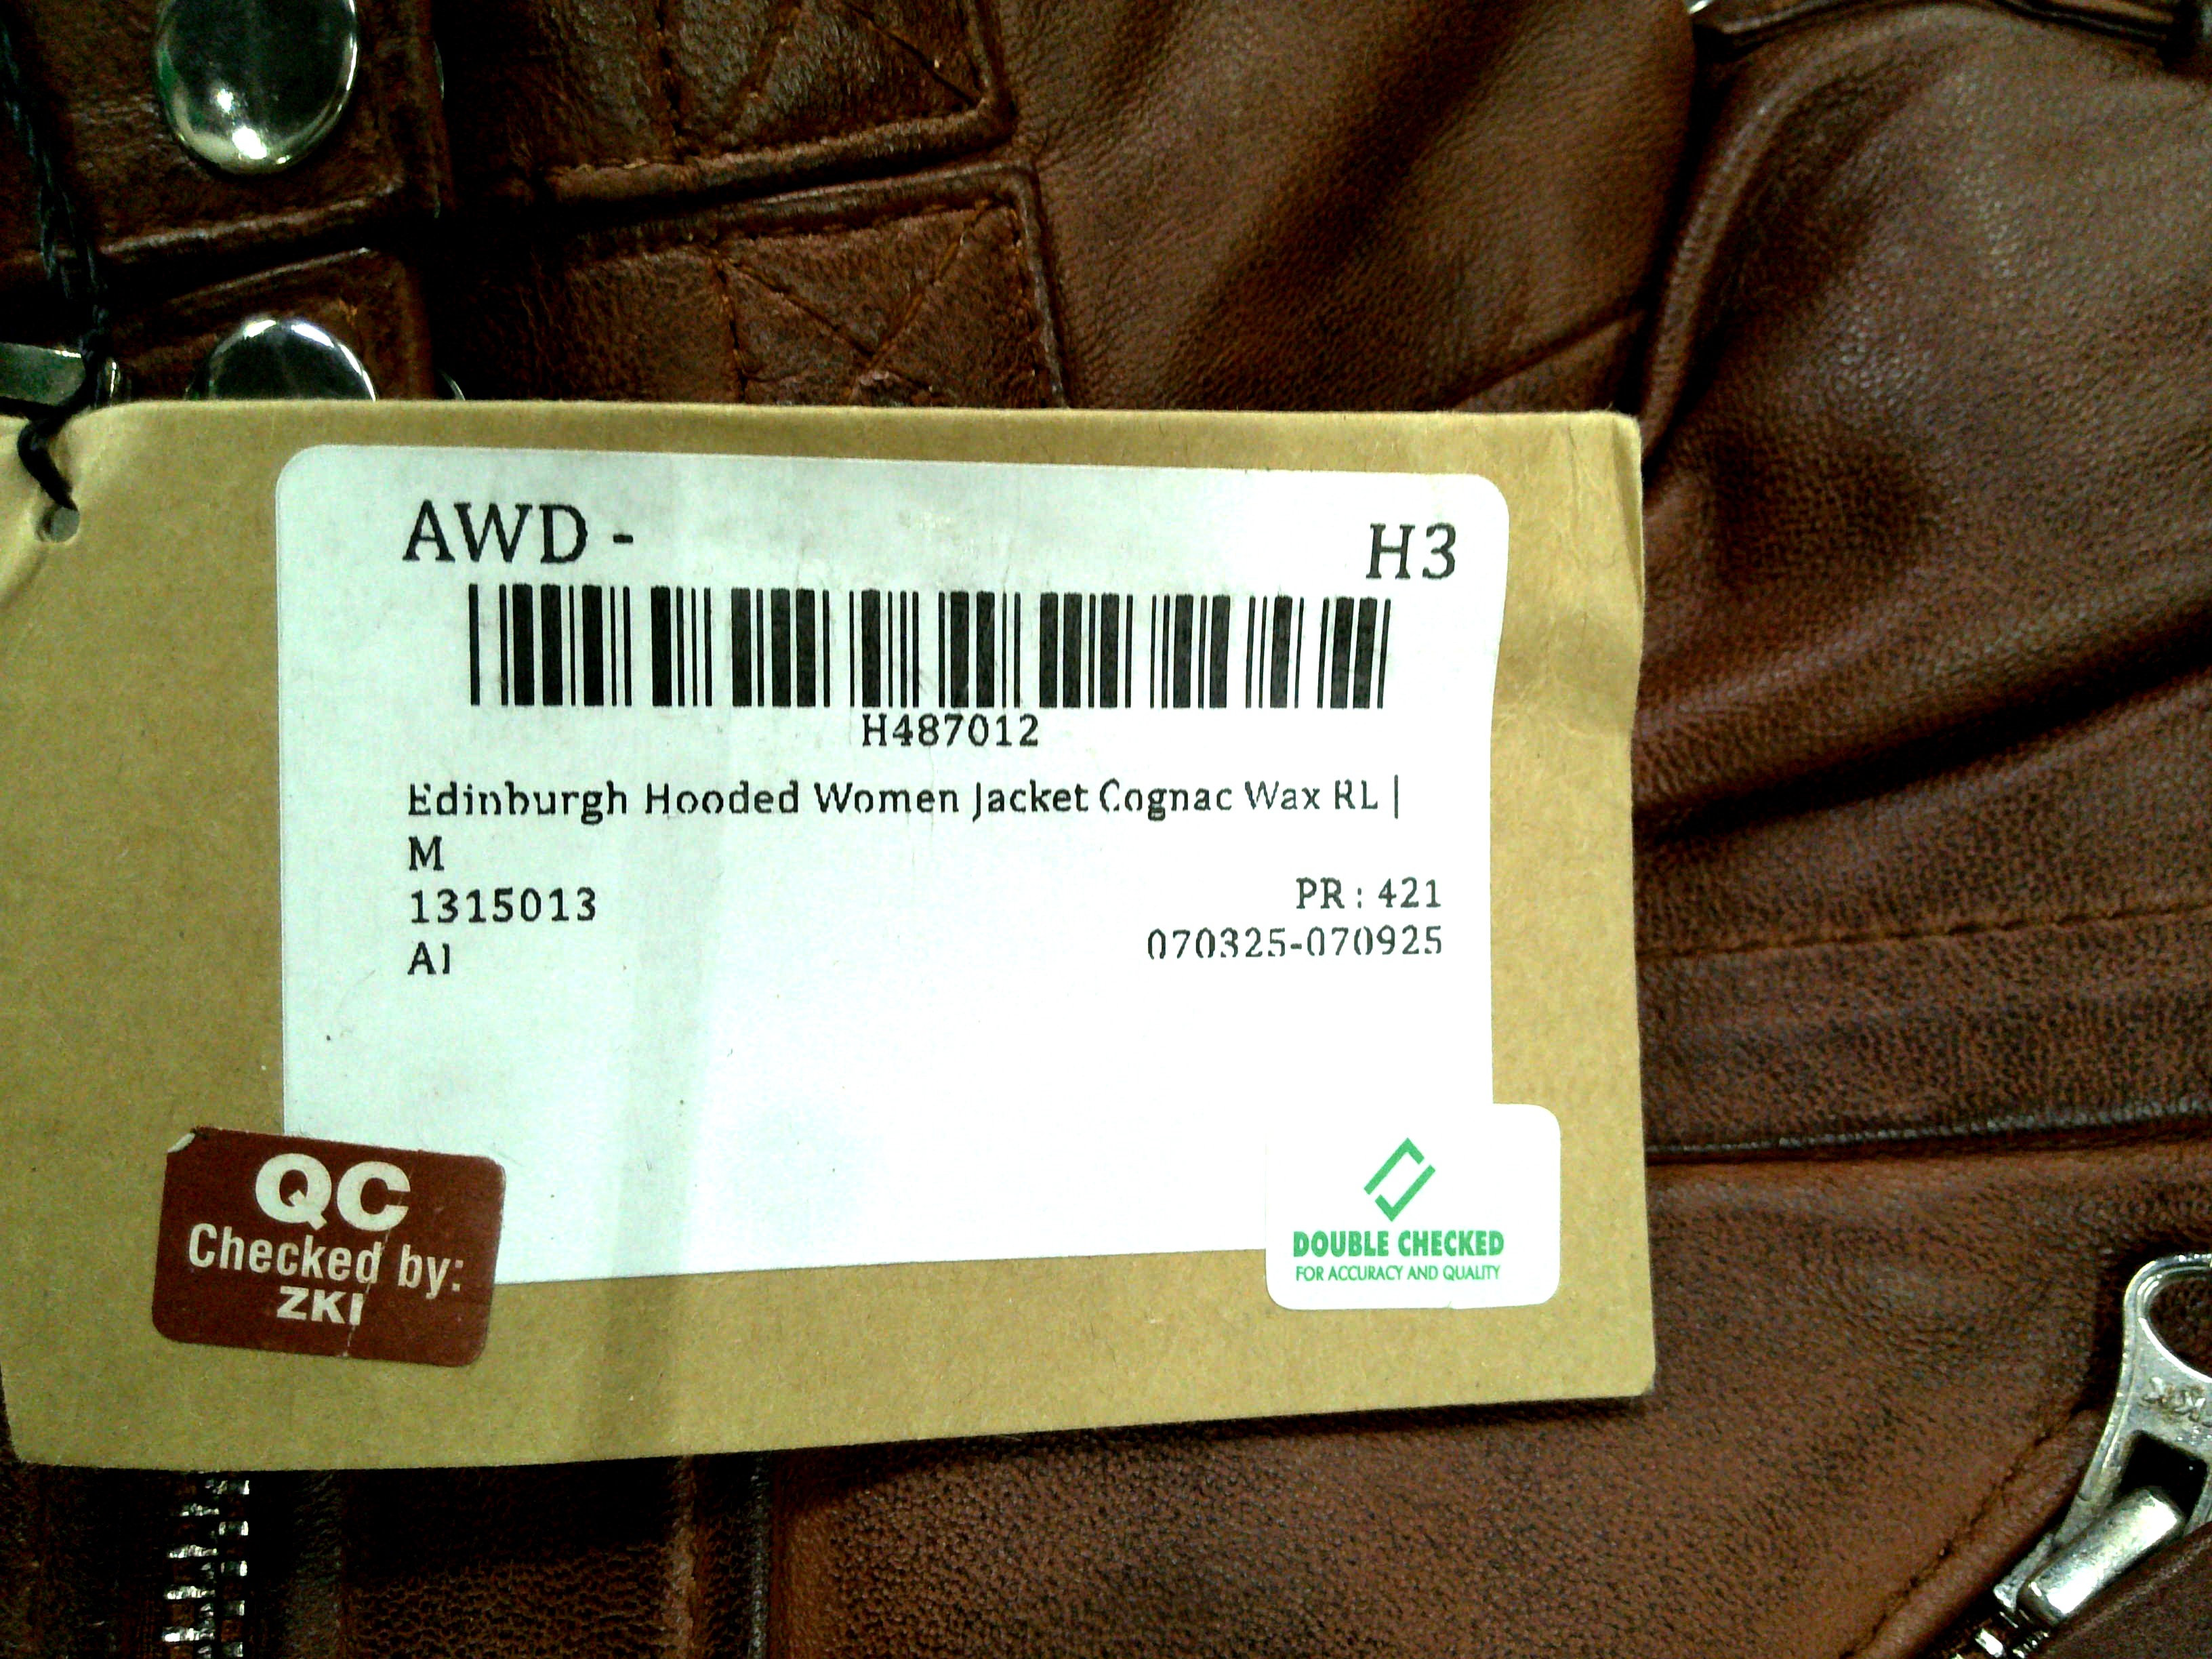 AWD - H3
H487012
Edinburgh Hooded Women Jacket Cognac Wax RL |
M
1315013 PR : 421
A1 070325-070925
QC
Checked by:
ZKI
DOUBLE CHECKED
FOR ACCURACY AND QUALITY